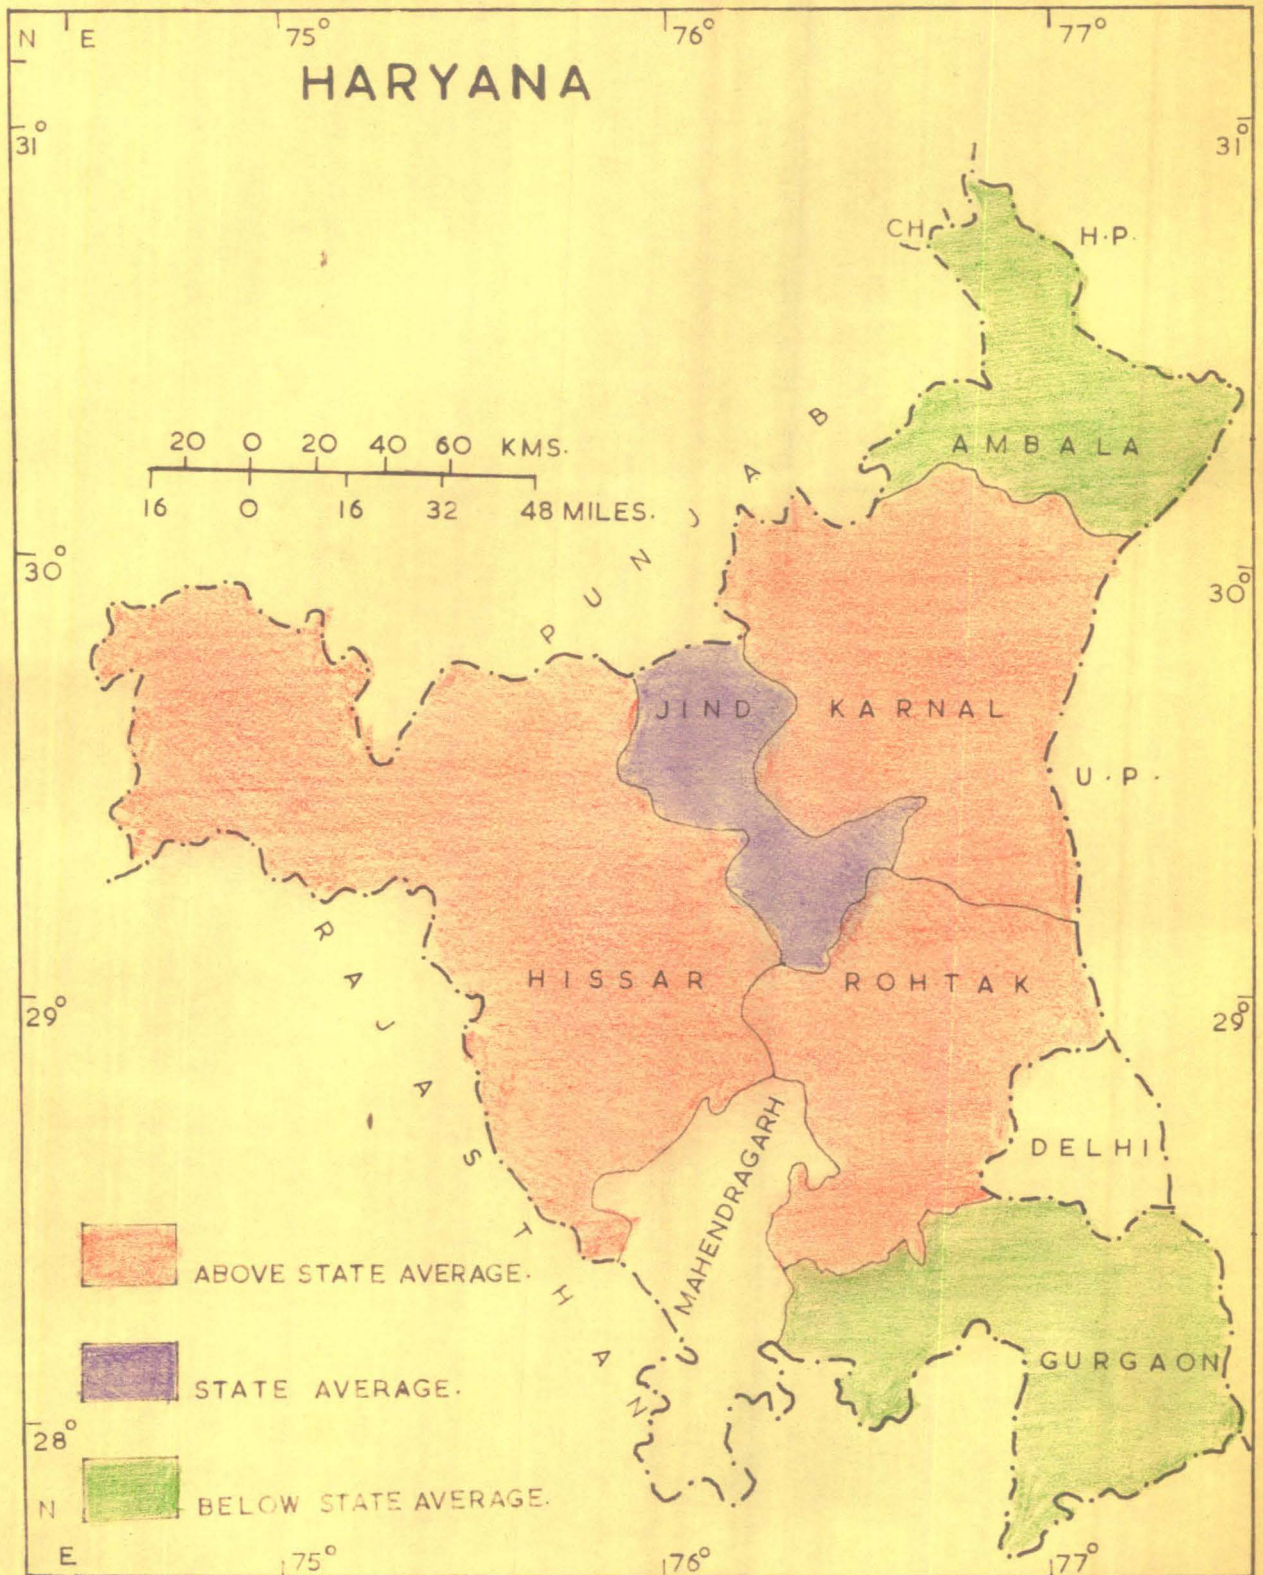 N E 75° 76° 77°
HARYANA
31° 31°
CH. H.P.
20 0 20 40 60 KMS.
16 0 16 32 48 MILES.
AMBALA
PUNJAB
30° 30°
JIND KARNAL
U.P.
RAJASTHAN
HISSAR ROHTAK
29° 29°
DELHI
MAHENDRAGARH
ABOVE STATE AVERAGE.
GURGAON
STATE AVERAGE.
28°
BELOW STATE AVERAGE.
N
E 75° 76° 77°